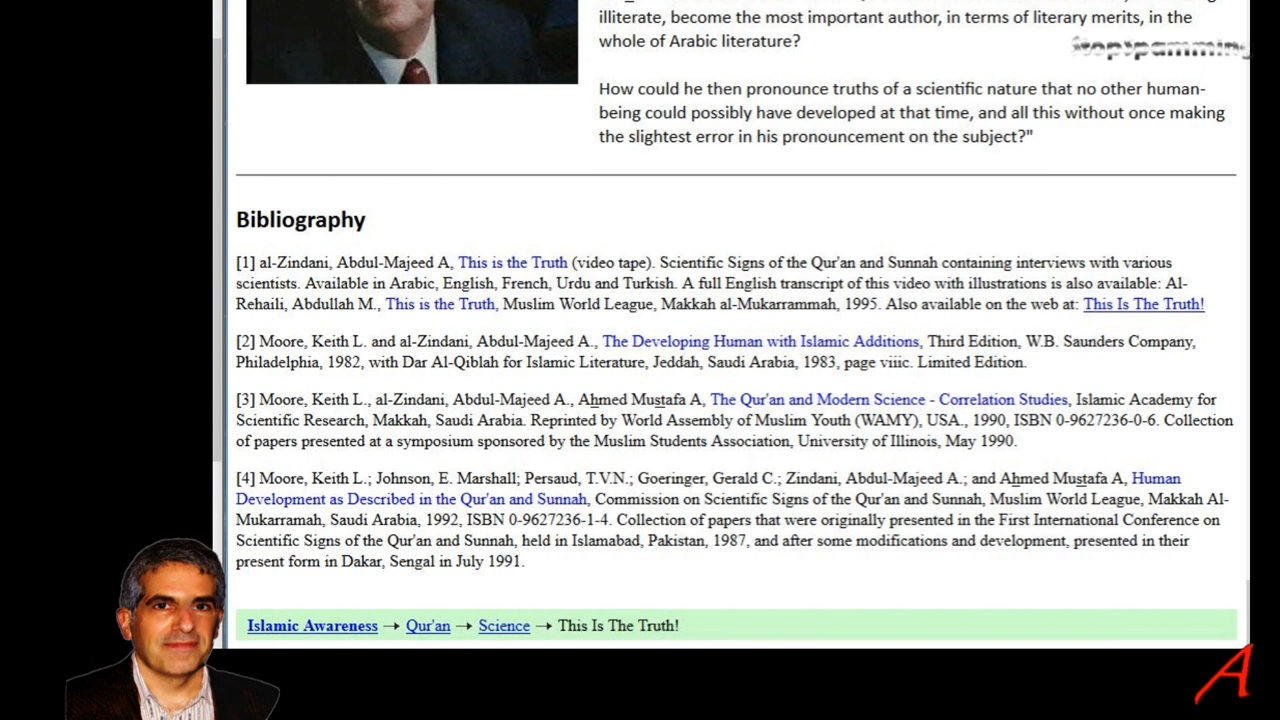 illiterate, become the most important author, in terms of literary merits, in the
whole of Arabic literature?
StopSpamming
How could he then pronounce truths of a scientific nature that no other human-
being could possibly have developed at that time, and all this without once making
the slightest error in his pronouncement on the subject?"
Bibliography
[1] al-Zindani, Abdul-Majeed A, This is the Truth (video tape). Scientific Signs of the Qur'an and Sunnah containing interviews with various
scientists. Available in Arabic, English, French, Urdu and Turkish. A full English transcript of this video with illustrations is also available: Al-
Rehaili, Abdullah M., This is the Truth, Muslim World League, Makkah al-Mukarrammah, 1995. Also available on the web at: This Is The Truth!
[2] Moore, Keith L. and al-Zindani, Abdul-Majeed A., The Developing Human with Islamic Additions, Third Edition, W.B. Saunders Company,
Philadelphia, 1982, with Dar Al-Qiblah for Islamic Literature, Jeddah, Saudi Arabia, 1983, page viiic. Limited Edition.
[3] Moore, Keith L., al-Zindani, Abdul-Majeed A., Ahmed Mustafa A, The Qur'an and Modern Science - Correlation Studies, Islamic Academy for
Scientific Research, Makkah, Saudi Arabia. Reprinted by World Assembly of Muslim Youth (WAMY), USA., 1990, ISBN 0-9627236-0-6. Collection
of papers presented at a symposium sponsored by the Muslim Students Association, University of Illinois, May 1990.
[4] Moore, Keith L.; Johnson, E. Marshall; Persaud, T.V.N.; Goeringer, Gerald C.; Zindani, Abdul-Majeed A.; and Ahmed Mustafa A, Human
Development as Described in the Qur'an and Sunnah, Commission on Scientific Signs of the Qur'an and Sunnah, Muslim World League, Makkah Al-
Mukarramah, Saudi Arabia, 1992, ISBN 0-9627236-1-4. Collection of papers that were originally presented in the First International Conference on
Scientific Signs of the Qur'an and Sunnah, held in Islamabad, Pakistan, 1987, and after some modifications and development, presented in their
present form in Dakar, Sengal in July 1991.
Islamic Awareness → Qur'an → Science → This Is The Truth!
A